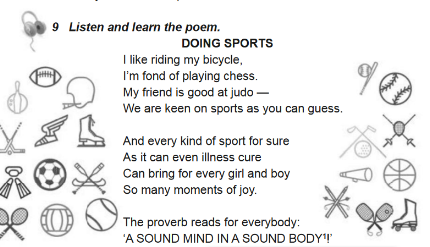 9 Listen and learn the poem.
DOING SPORTS
I like riding my bicycle,
I'm fond of playing chess.
My friend is good at judo —
We are keen on sports as you can guess.
And every kind of sport for sure
As it can even illness cure
Can bring for every girl and boy
So many moments of joy.
The proverb reads for everybody:
'A SOUND MIND IN A SOUND BODY¹!'